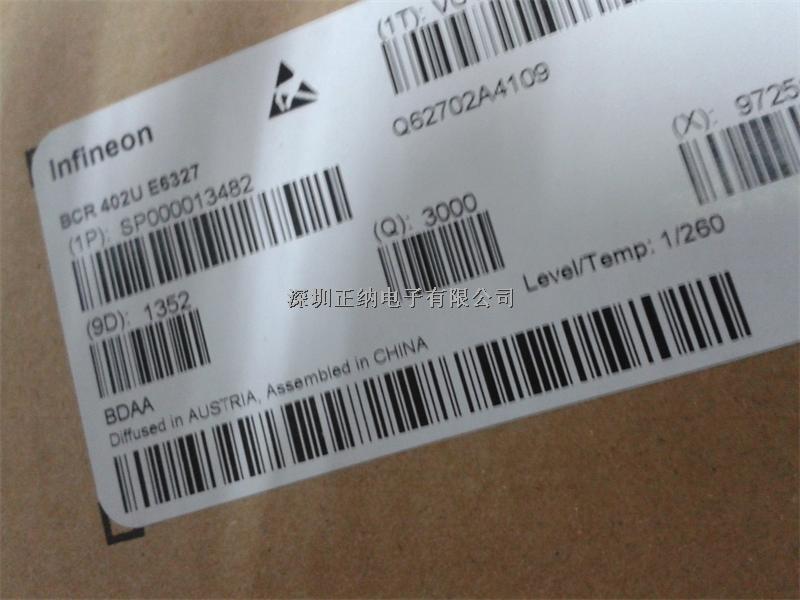 Infineon
BCR 402U E6327
(1P): SP000013482
(9D): 1352
BDAA
Diffused in AUSTRIA, Assembled in CHINA
(1T):
Q62702A4109
(Q): 3000
(X): 9725
Level/Temp: 1/260
深圳正纳电子有限公司